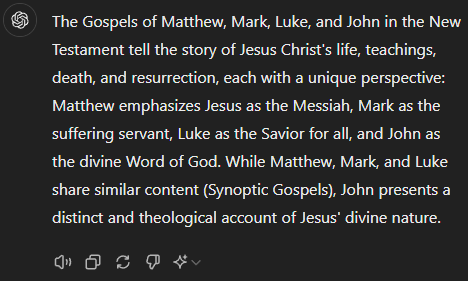 The Gospels of Matthew, Mark, Luke, and John in the New
Testament tell the story of Jesus Christ's life, teachings,
death, and resurrection, each with a unique perspective:
Matthew emphasizes Jesus as the Messiah, Mark as the
suffering servant, Luke as the Savior for all, and John as
the divine Word of God. While Matthew, Mark, and Luke
share similar content (Synoptic Gospels), John presents a
distinct and theological account of Jesus' divine nature.